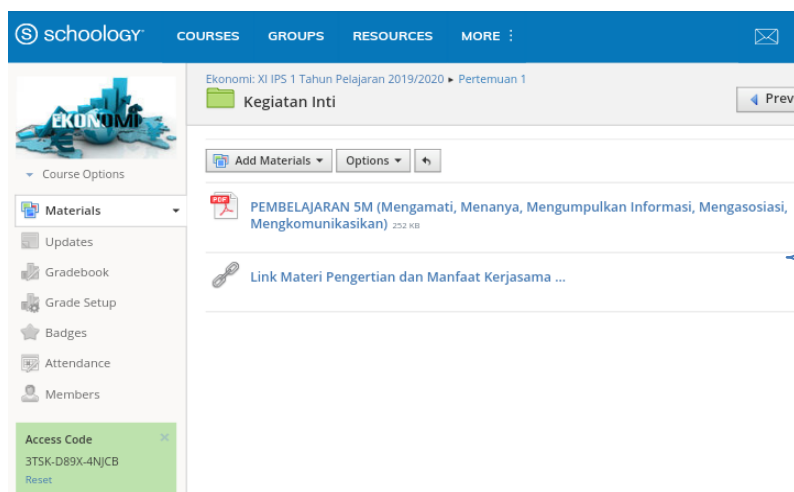 schoology
COURSES GROUPS RESOURCES MORE
Ekonomi: XI IPS 1 Tahun Pelajaran 2019/2020 ▸ Pertemuan 1
Kegiatan Inti
Prev
EKONOMI
Course Options
Materials
Updates
Gradebook
Grade Setup
Badges
Attendance
Members
Access Code
3TSK-D89X-4NJCB
Reset
Add Materials Options
PDF
PEMBELAJARAN 5M (Mengamati, Menanya, Mengumpulkan Informasi, Mengasosiasi,
Mengkomunikasikan) 252 KB
Link Materi Pengertian dan Manfaat Kerjasama ...